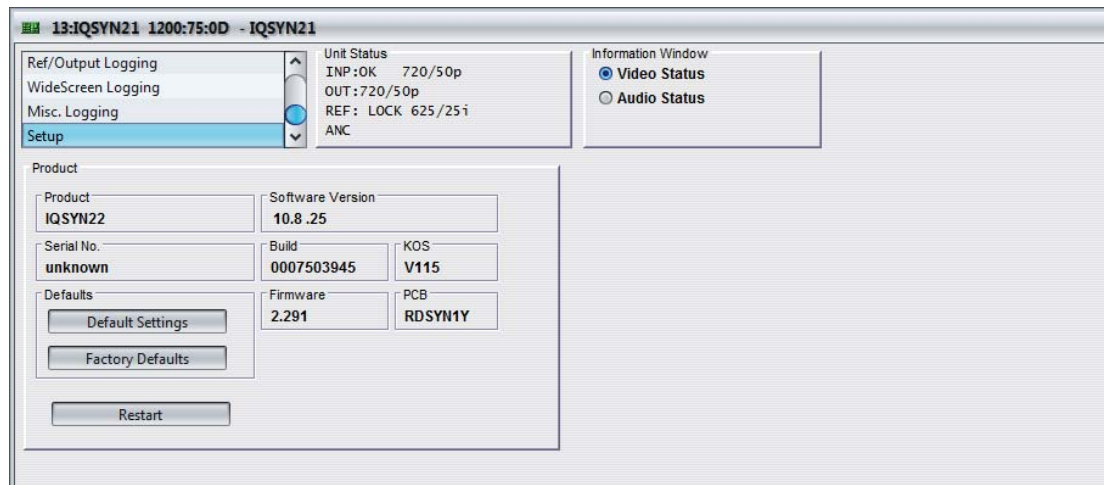 13:IQSYN21 1200:75:0D - IQSYN21
Ref/Output Logging
WideScreen Logging
Misc. Logging
Setup
Unit Status
INP:OK 720/50p
OUT:720/50p
REF: LOCK 625/25i
ANC
Information Window
Video Status
Audio Status
Product
Product
IQSYN22
Software Version
10.8 .25
Serial No.
unknown
Build
0007503945
KOS
V115
Defaults
Default Settings
Factory Defaults
Firmware
2.291
PCB
RDSYN1Y
Restart